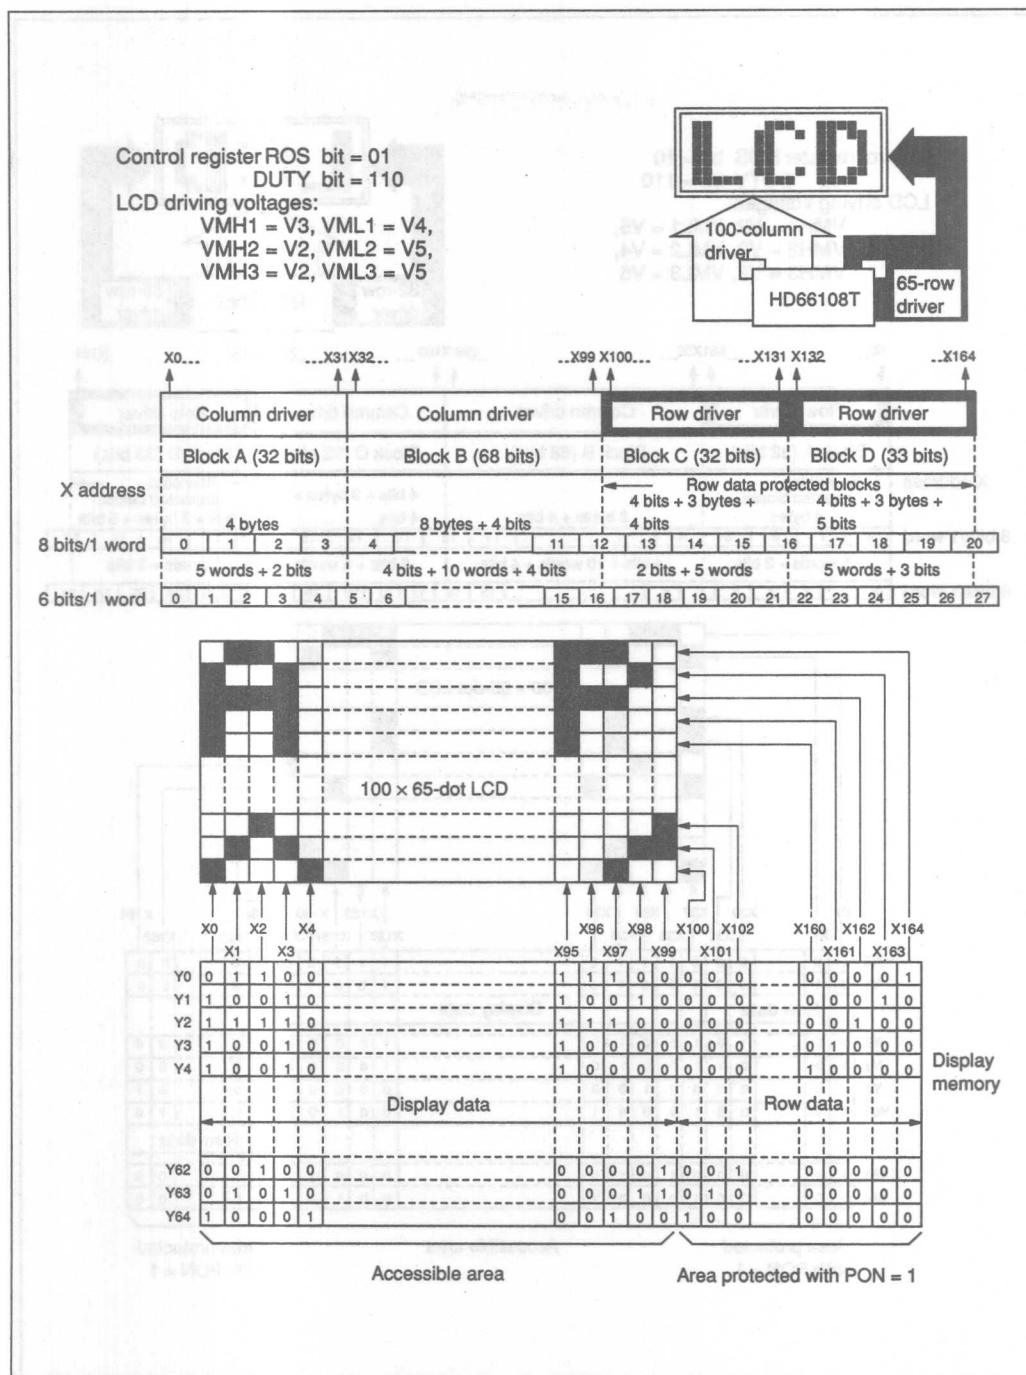 LCD
Control register ROS bit = 01
DUTY bit = 110
LCD driving voltages:
VMH1 = V3, VML1 = V4,
VMH2 = V2, VML2 = V5,
VMH3 = V2, VML3 = V5
100-column
driver
HD66108T
65-row
driver
X0.... ....X31 X32.... ....X99 X100.... ....X131 X132.... ....X164
Column driver Column driver Row driver Row driver
Block A (32 bits) Block B (68 bits) Block C (32 bits) Block D (33 bits)
X address
Row data protected blocks
4 bits + 3 bytes + 4 bits + 3 bytes +
4 bytes 8 bytes + 4 bits 4 bits 5 bits
8 bits/1 word 0 1 2 3 4 11 12 13 14 15 16 17 18 19 20
5 words + 2 bits 4 bits + 10 words + 4 bits 2 bits + 5 words 5 words + 3 bits
6 bits/1 word 0 1 2 3 4 5 6 15 16 17 18 19 20 21 22 23 24 25 26 27
100 × 65-dot LCD
X0 X2 X4 X96 X98 X100 X102 X160 X162 X164
X1 X3 X95 X97 X99 X101 X161 X163
Y0 0 1 1 0 0 1 1 1 0 0 0 0 0 0 0 0 0 1
Y1 1 0 0 1 0 1 0 0 1 0 0 0 0 0 0 0 1 0
Y2 1 1 1 1 0 1 1 1 0 0 0 0 0 0 0 1 0 0
Y3 1 0 0 1 0 1 0 0 0 0 0 0 0 0 1 0 0 0
Y4 1 0 0 1 0 1 0 0 0 0 0 0 0 1 0 0 0 0
Display
memory
Display data Row data
Y62 0 0 1 0 0 0 0 0 0 1 0 0 1 0 0 0 0 0
Y63 0 1 0 1 0 0 0 0 1 1 0 1 0 0 0 0 0 0
Y64 1 0 0 0 1 0 0 1 0 0 1 0 0 0 0 0 0 0
Accessible area Area protected with PON = 1